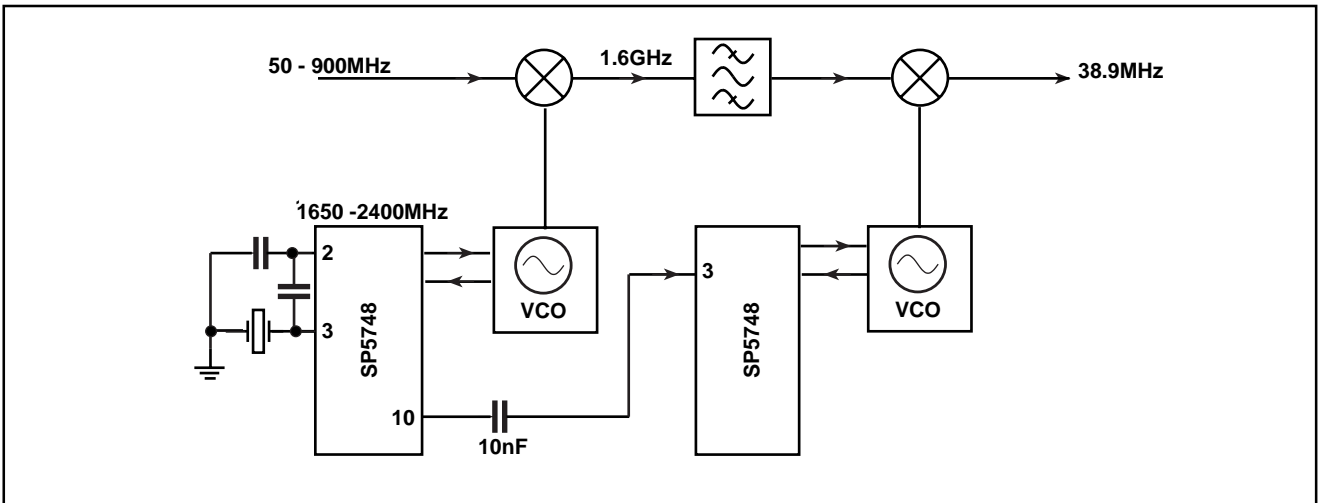 50 - 900MHz
1.6GHz
38.9MHz
1650 -2400MHz
2
3
SP5748
10
VCO
10nF
3
SP5748
VCO